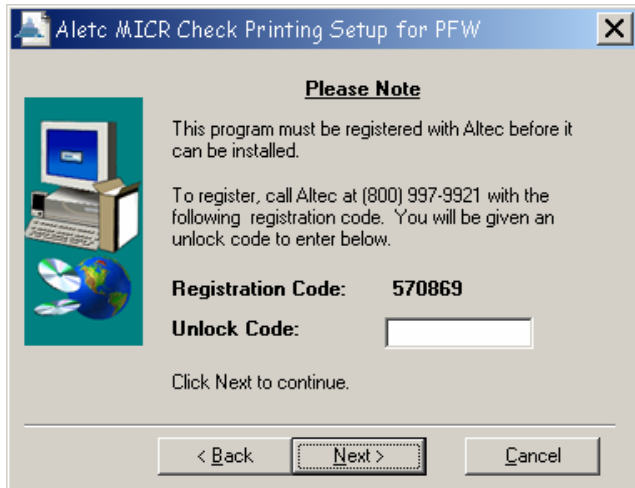 Aletc MICR Check Printing Setup for PFW
Please Note
This program must be registered with Altec before it
can be installed.
To register, call Altec at (800) 997-9921 with the
following registration code. You will be given an
unlock code to enter below.
Registration Code: 570869
Unlock Code:
Click Next to continue.
< Back Next > Cancel